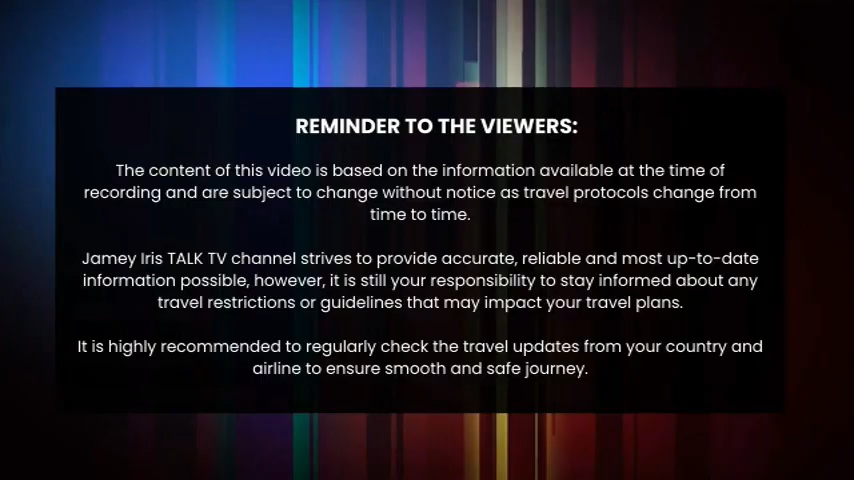 REMINDER TO THE VIEWERS:
The content of this video is based on the information available at the time of
recording and are subject to change without notice as travel protocols change from
time to time.
Jamey Iris TALK TV channel strives to provide accurate, reliable and most up-to-date
information possible, however, it is still your responsibility to stay informed about any
travel restrictions or guidelines that may impact your travel plans.
It is highly recommended to regularly check the travel updates from your country and
airline to ensure smooth and safe journey.